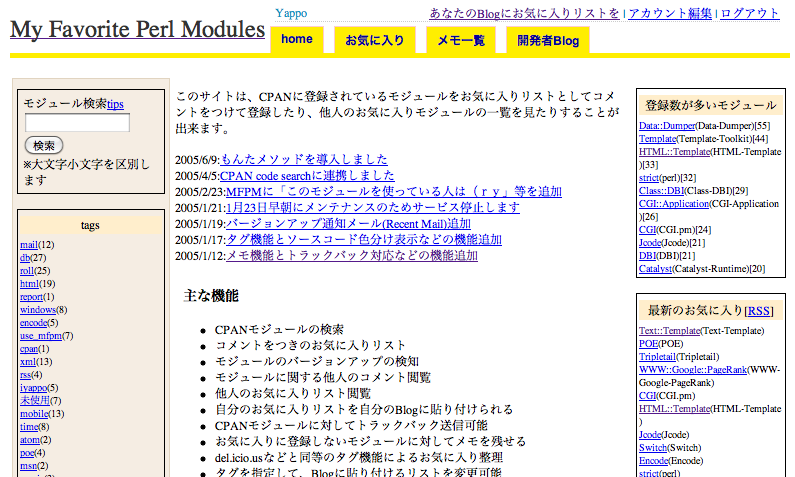 My Favorite Perl Modules
Yappo
あなたのBlogにお気に入りリストを | アカウント編集 | ログアウト
home お気に入り メモ一覧 開発者Blog
モジュール検索tips
検索
※大文字小文字を区別し
ます
tags
mail(12)
db(27)
roll(25)
html(19)
report(1)
windows(8)
encode(5)
use_mfpm(7)
cpan(1)
xml(13)
rss(4)
iyappo(5)
未使用(7)
mobile(13)
time(8)
atom(2)
poe(4)
msn(2)
このサイトは、CPANに登録されているモジュールをお気に入りリストとしてコメ
ントをつけて登録したり、他人のお気に入りモジュールの一覧を見たりすることが
出来ます。
2005/6/9:もんたメソッドを導入しました
2005/4/5:CPAN code searchに連携しました
2005/2/23:MFPMに「このモジュールを使っている人は（ｒｙ」等を追加
2005/1/21:1月23日早朝にメンテナンスのためサービス停止します
2005/1/19:バージョンアップ通知メール(Recent Mail)追加
2005/1/17:タグ機能とソースコード色分け表示などの機能追加
2005/1/12:メモ機能とトラックバック対応などの機能追加
主な機能
● CPANモジュールの検索
● コメントをつきのお気に入りリスト
● モジュールのバージョンアップの検知
● モジュールに関する他人のコメント閲覧
● 他人のお気に入りリスト閲覧
● 自分のお気に入りリストを自分のBlogに貼り付けられる
● CPANモジュールに対してトラックバック送信可能
● お気に入りに登録しないモジュールに対してメモを残せる
● del.icio.usなどと同等のタグ機能によるお気に入り整理
● タグを指定して、Blogに貼り付けるリストを変更可能
登録数が多いモジュール
Data::Dumper(Data-Dumper)[55]
Template(Template-Toolkit)[44]
HTML::Template(HTML-Template
)[33]
strict(perl)[32]
Class::DBI(Class-DBI)[29]
CGI::Application(CGI-Application
)[26]
CGI(CGI.pm)[24]
Jcode(Jcode)[21]
DBI(DBI)[21]
Catalyst(Catalyst-Runtime)[20]
最新のお気に入り[RSS]
Text::Template(Text-Template)
POE(POE)
Tripletail(Tripletail)
WWW::Google::PageRank(WWW-
Google-PageRank)
CGI(CGI.pm)
HTML::Template(HTML-Template
)
Jcode(Jcode)
Switch(Switch)
Encode(Encode)
strict(perl)